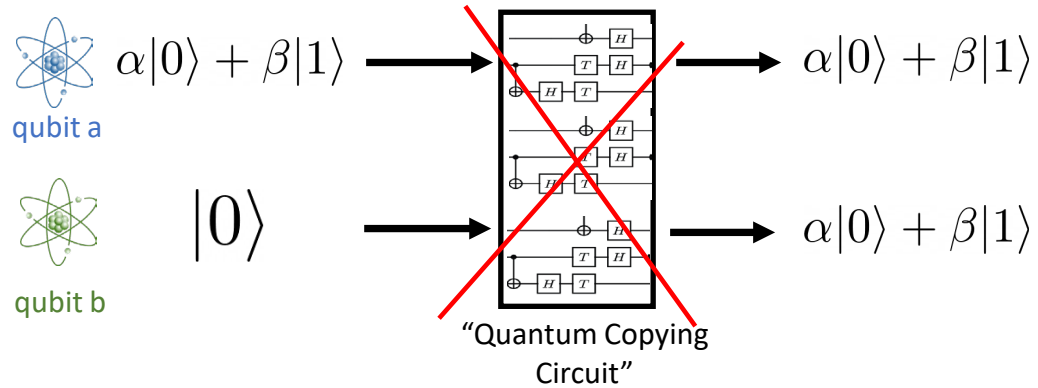 α|0⟩ + β|1⟩
α|0⟩ + β|1⟩
qubit a
|0⟩
α|0⟩ + β|1⟩
qubit b
H
T H
H T
H
T H
H T
H
T H
H T
“Quantum Copying
Circuit”